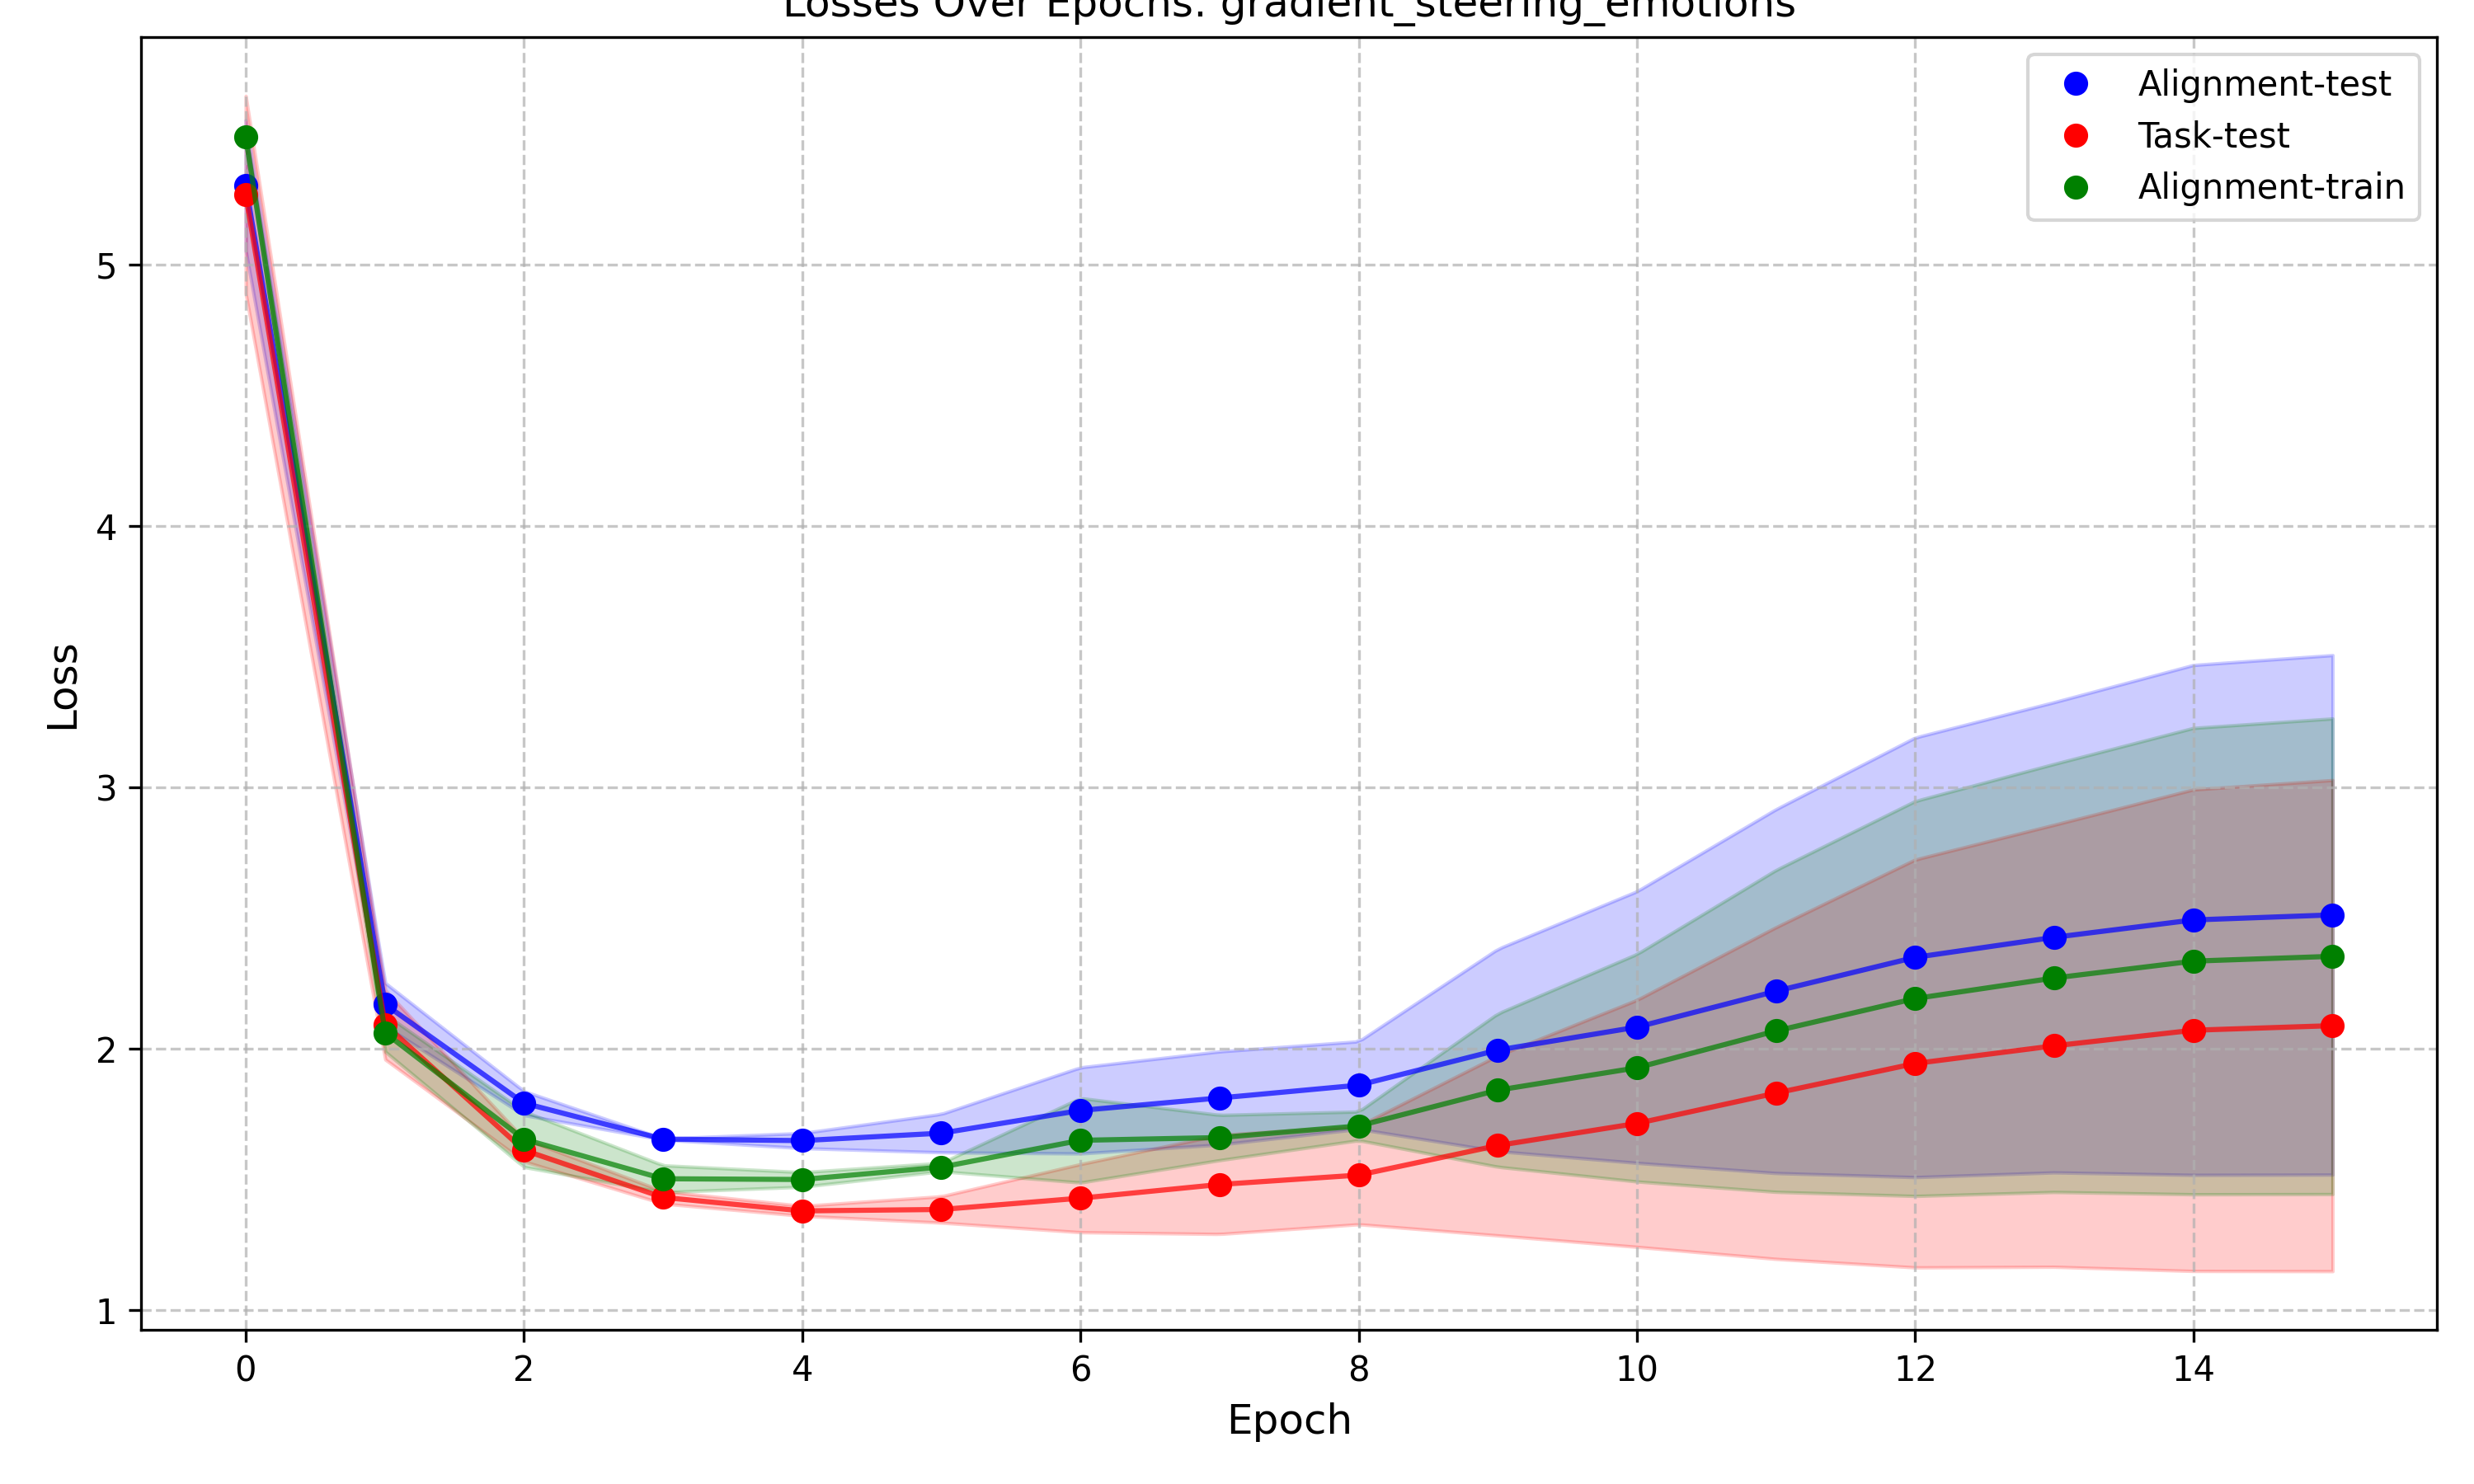 Losses Over Epochs: gradient_steering_emotions
Alignment-test
Task-test
Alignment-train
5
4
3
2
1
Loss
0 2 4 6 8 10 12 14
Epoch